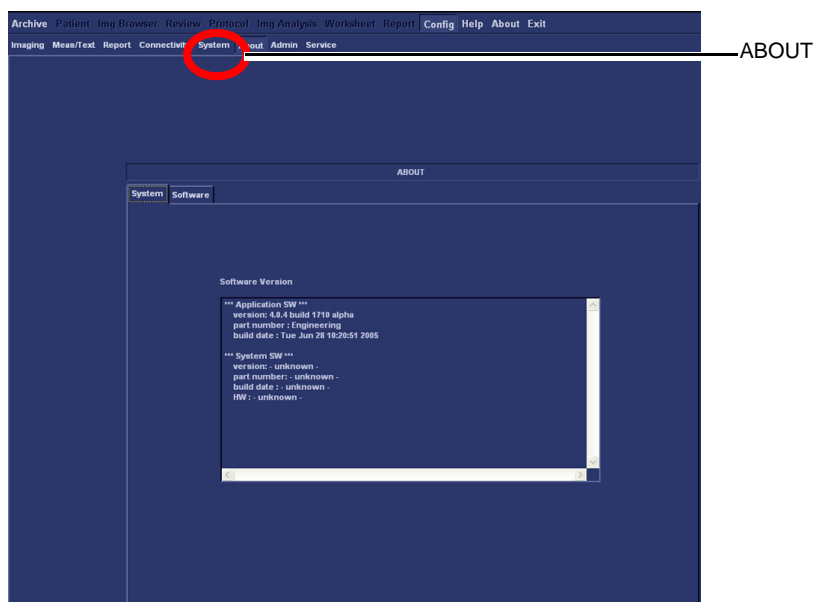 Archive Patient Img Browser Review Protocol Img Analysis Worksheet Report Config Help About Exit
Imaging Meas/Text Report Connectivity System About Admin Service
ABOUT
ABOUT
System Software
Software Version
*** Application SW ***
version: 4.0.4 build 1710 alpha
part number : Engineering
build date : Tue Jun 28 10:20:51 2005
*** System SW ***
version: - unknown -
part number: - unknown -
build date : - unknown -
HW : - unknown -